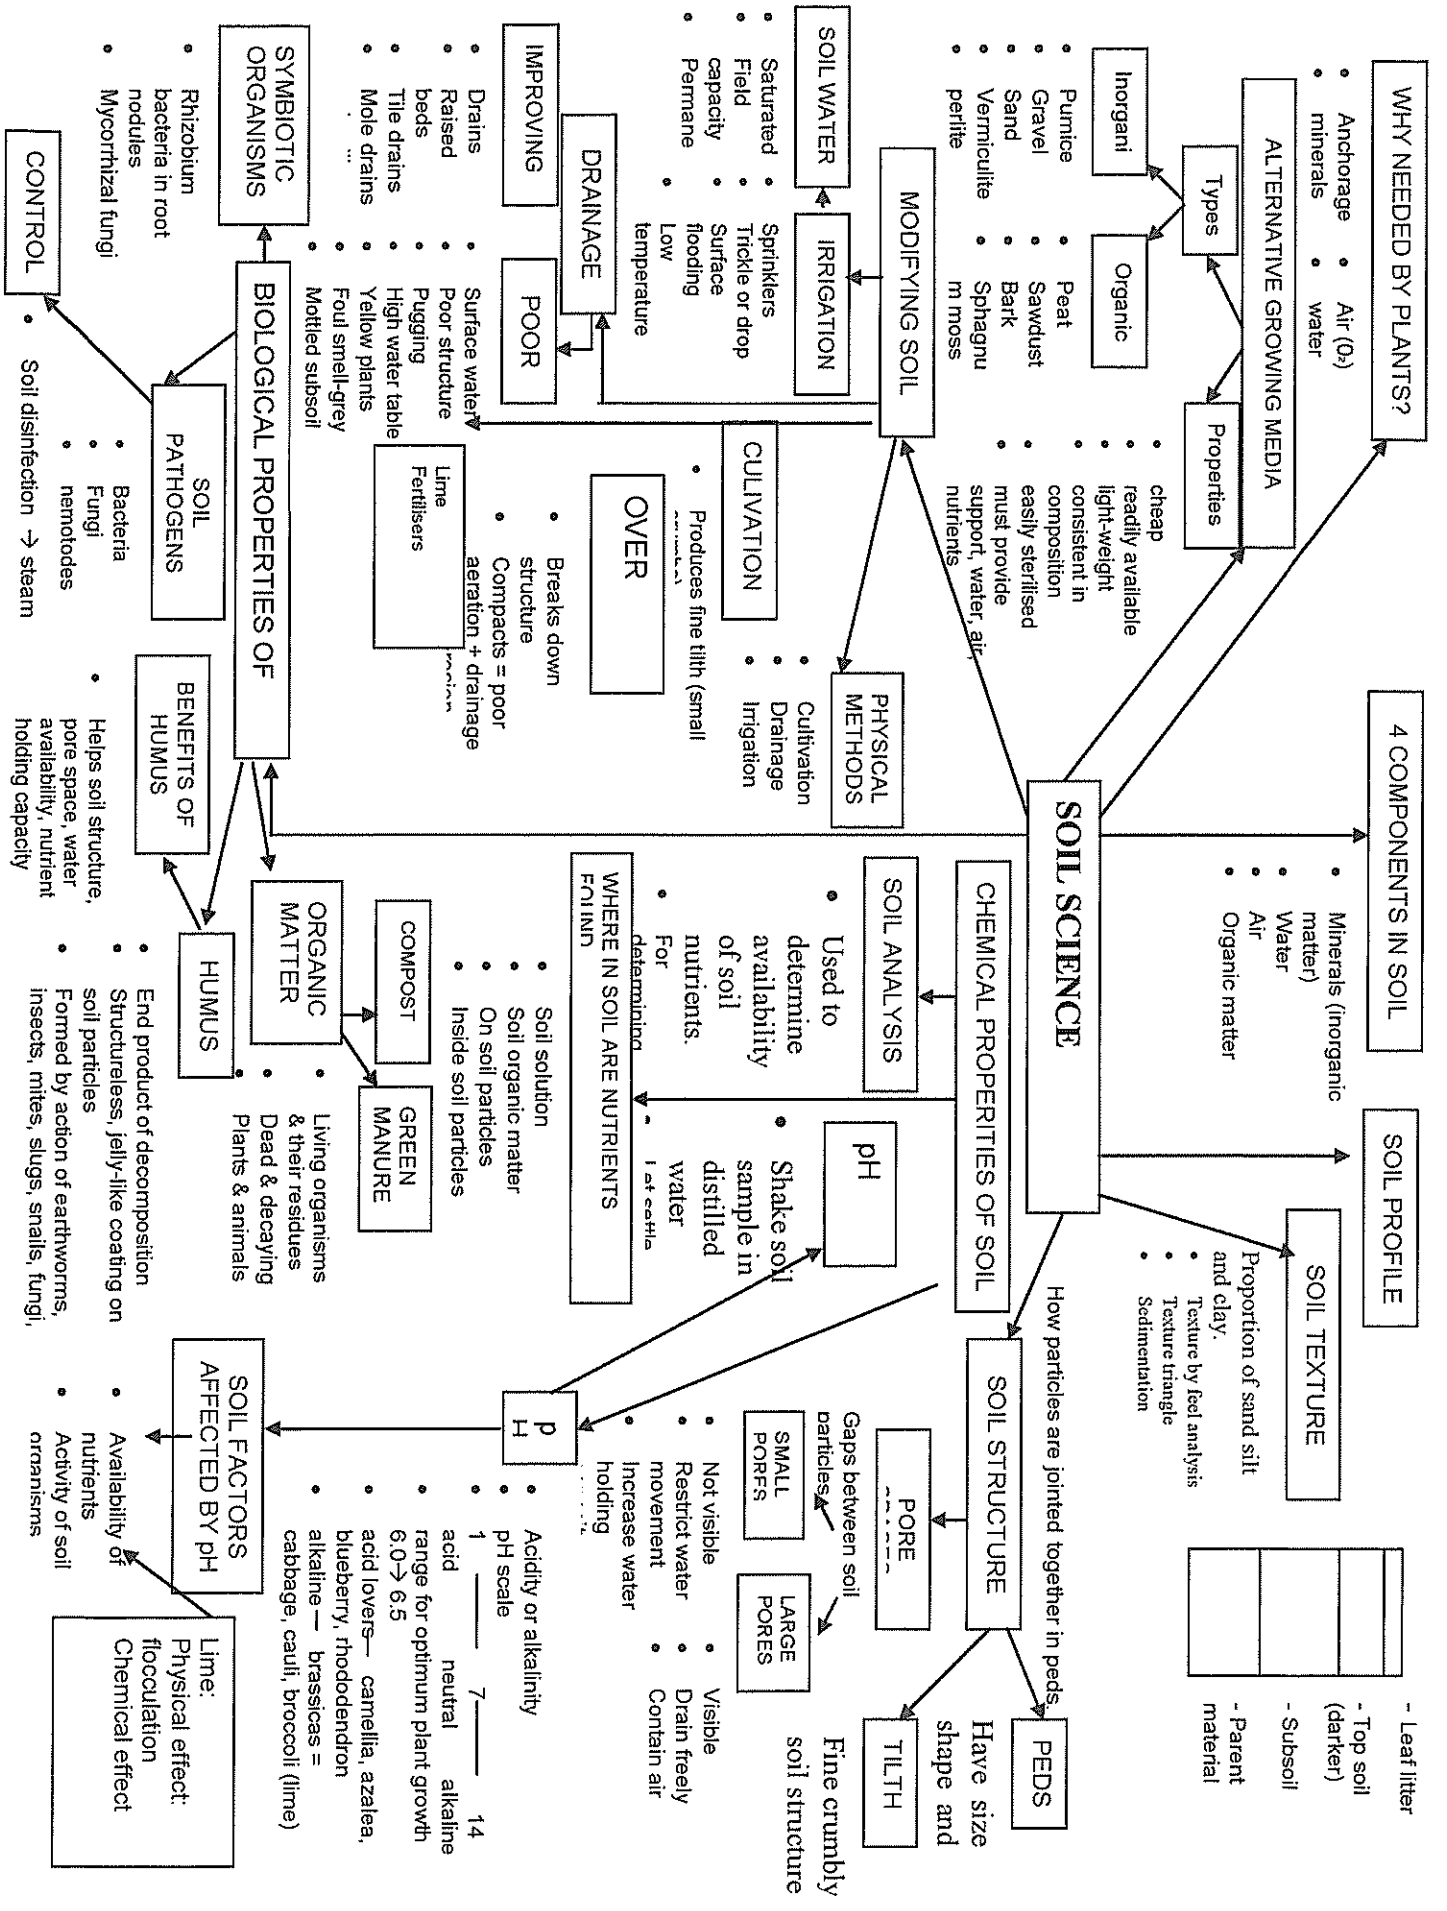 WHY NEEDED BY PLANTS?
Anchorage
minerals
Air (0₂)
water
4 COMPONENTS IN SOIL
Minerals (inorganic
matter)
Water
Air
Organic matter
SOIL PROFILE
- Leaf litter
- Top soil
(darker)
- Subsoil
- Parent
material
ALTERNATIVE GROWING MEDIA
Types
Properties
Inorgani
Organic
Pumice
Gravel
Sand
Vermiculite
perlite
Peat
Sawdust
Bark
Sphagnu
m moss
cheap
readily available
light-weight
consistent in
composition
easily sterilised
must provide
support, water, air,
nutrients
SOIL TEXTURE
Proportion of sand silt
and clay.
Texture by feel analysis
Texture triangle
Sedimentation
SOIL SCIENCE
How particles are jointed together in peds.
SOIL STRUCTURE
PEDS
Have size
shape and
TILTH
Fine crumbly
soil structure
PORE
Gaps between soil
particles
SMALL
PORES
LARGE
PORES
Not visible
Restrict water
movement
Increase water
holding
Visible
Drain freely
Contain air
MODIFYING SOIL
SOIL WATER
IRRIGATION
Saturated
Field
capacity
Permane
Sprinklers
Trickle or drop
Surface
flooding
Low
temperature
PHYSICAL
METHODS
Cultivation
Drainage
Irrigation
CULIVATION
Produces fine tilth (small
OVER
Breaks down
structure
Compacts = poor
aeration + drainage
Lime
Fertilisers
DRAINAGE
IMPROVING
POOR
Drains
Raised
beds
Tile drains
Mole drains
Surface water
Poor structure
Pugging
High water table
Yellow plants
Foul smell-grey
Mottled subsoil
CHEMICAL PROPERITIES OF SOIL
SOIL ANALYSIS
Used to
determine
availability
of soil
nutrients.
For
determining
pH
Shake soil
sample in
distilled
water
Let settle
WHERE IN SOIL ARE NUTRIENTS
FOUND
Soil solution
Soil organic matter
On soil particles
Inside soil particles
p
H
Acidity or alkalinity
pH scale
1 ——— 7 ——— 14
acid neutral alkaline
range for optimum plant growth
6.0→ 6.5
acid lovers— camellia, azalea,
blueberry, rhododendron
alkaline— brassicas =
cabbage, cauli, broccoli (lime)
SOIL FACTORS
AFFECTED BY pH
Availability of
nutrients
Activity of soil
organisms
Lime:
Physical effect:
flocculation
Chemical effect
BIOLOGICAL PROPERTIES OF
SYMBIOTIC
ORGANISMS
Rhizobium
bacteria in root
nodules
Mycorrhizal fungi
SOIL
PATHOGENS
Bacteria
Fungi
nemotodes
CONTROL
Soil disinfection → steam
ORGANIC
MATTER
COMPOST
GREEN
MANURE
Living organisms
& their residues
Dead & decaying
Plants & animals
HUMUS
End product of decomposition
Structureless, jelly-like coating on
soil particles
Formed by action of earthworms,
insects, mites, slugs, snails, fungi,
BENEFITS OF
HUMUS
Helps soil structure,
pore space, water
availability, nutrient
holding capacity